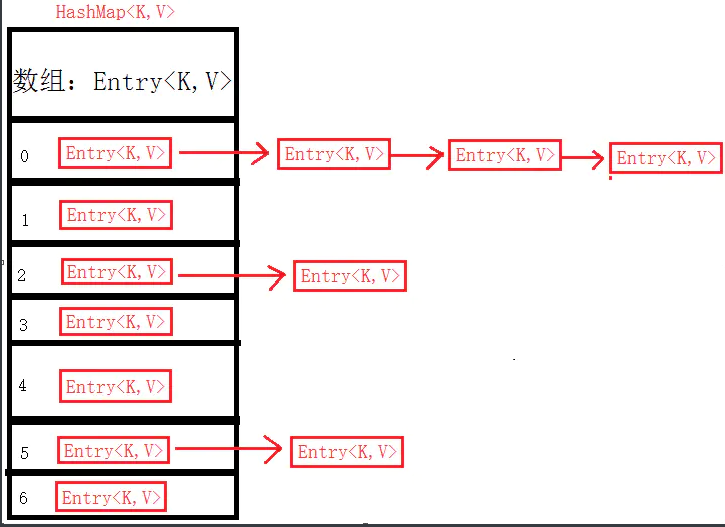 HashMap<K,V>
数组：Entry<K,V>
0 Entry<K,V> Entry<K,V> Entry<K,V> Entry<K,V>
1 Entry<K,V>
2 Entry<K,V> Entry<K,V>
3 Entry<K,V>
4 Entry<K,V>
5 Entry<K,V> Entry<K,V>
6 Entry<K,V>